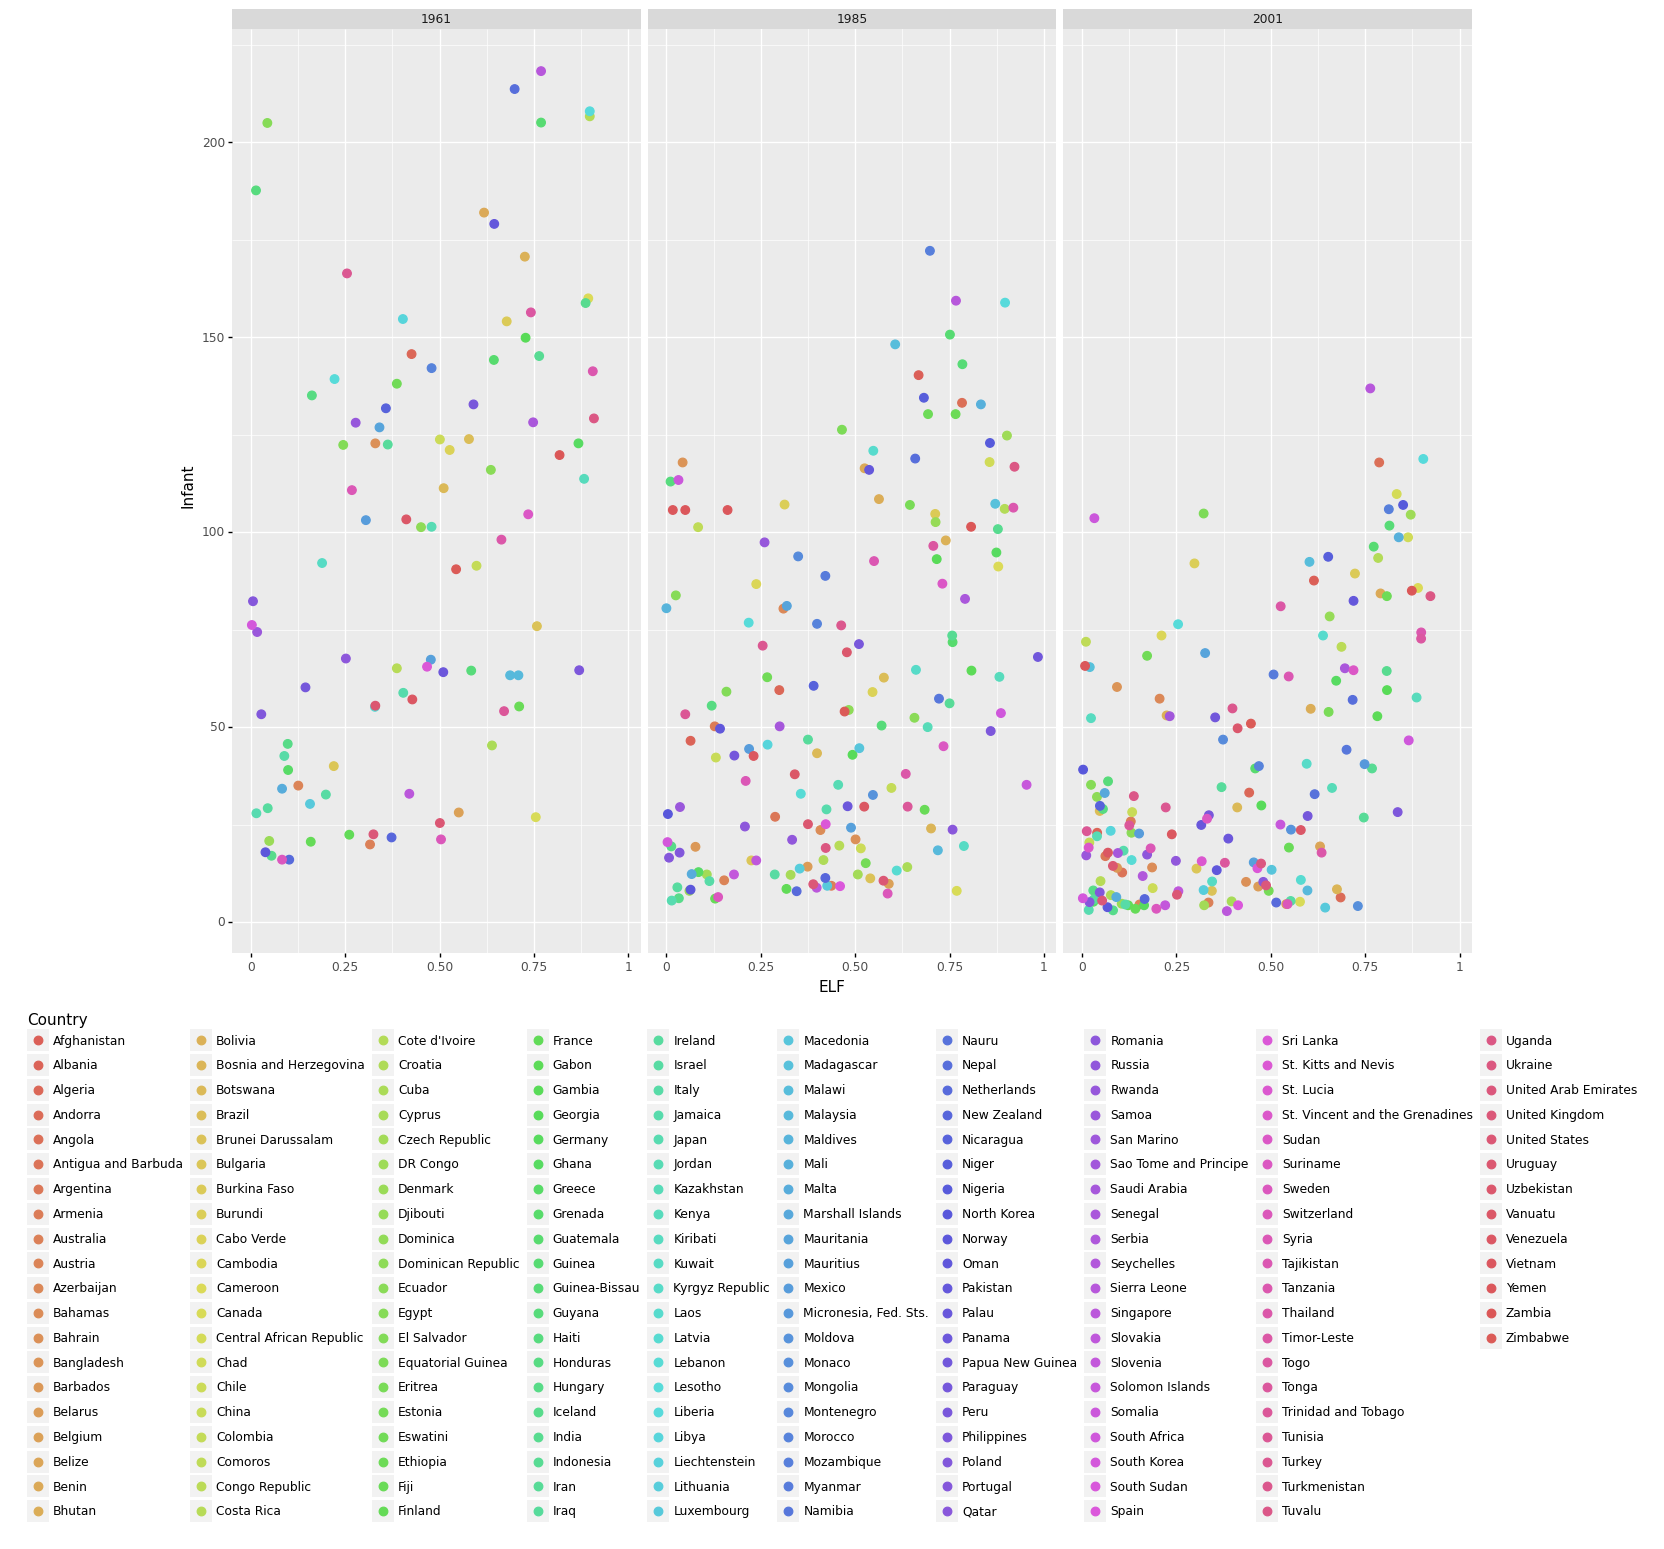 1961 1985 2001
200
150
100
50
0
Infant
0 0.25 0.50 0.75 1 0 0.25 0.50 0.75 1 0 0.25 0.50 0.75 1
ELF
Country
Afghanistan Bolivia Cote d'Ivoire France Ireland Macedonia Nauru Romania Sri Lanka Uganda
Albania Bosnia and Herzegovina Croatia Gabon Israel Madagascar Nepal Russia St. Kitts and Nevis Ukraine
Algeria Botswana Cuba Gambia Italy Malawi Netherlands Rwanda St. Lucia United Arab Emirates
Andorra Brazil Cyprus Georgia Jamaica Malaysia New Zealand Samoa St. Vincent and the Grenadines United Kingdom
Angola Brunei Darussalam Czech Republic Germany Japan Maldives Nicaragua San Marino Sudan United States
Antigua and Barbuda Bulgaria DR Congo Ghana Jordan Mali Niger Sao Tome and Principe Suriname Uruguay
Argentina Burkina Faso Denmark Greece Kazakhstan Malta Nigeria Saudi Arabia Sweden Uzbekistan
Armenia Burundi Djibouti Grenada Kenya Marshall Islands North Korea Senegal Switzerland Vanuatu
Australia Cabo Verde Dominica Guatemala Kiribati Mauritania Norway Serbia Syria Venezuela
Austria Cambodia Dominican Republic Guinea Kuwait Mauritius Oman Seychelles Tajikistan Vietnam
Azerbaijan Cameroon Ecuador Guinea-Bissau Kyrgyz Republic Mexico Pakistan Sierra Leone Tanzania Yemen
Bahamas Canada Egypt Guyana Laos Micronesia, Fed. Sts. Palau Singapore Thailand Zambia
Bahrain Central African Republic El Salvador Haiti Latvia Moldova Panama Slovakia Timor-Leste Zimbabwe
Bangladesh Chad Equatorial Guinea Honduras Lebanon Monaco Papua New Guinea Slovenia Togo
Barbados Chile Eritrea Hungary Lesotho Mongolia Paraguay Solomon Islands Tonga
Belarus China Estonia Iceland Liberia Montenegro Peru Somalia Trinidad and Tobago
Belgium Colombia Eswatini India Libya Morocco Philippines South Africa Tunisia
Belize Comoros Ethiopia Indonesia Liechtenstein Mozambique Poland South Korea Turkey
Benin Congo Republic Fiji Iran Lithuania Myanmar Portugal South Sudan Turkmenistan
Bhutan Costa Rica Finland Iraq Luxembourg Namibia Qatar Spain Tuvalu